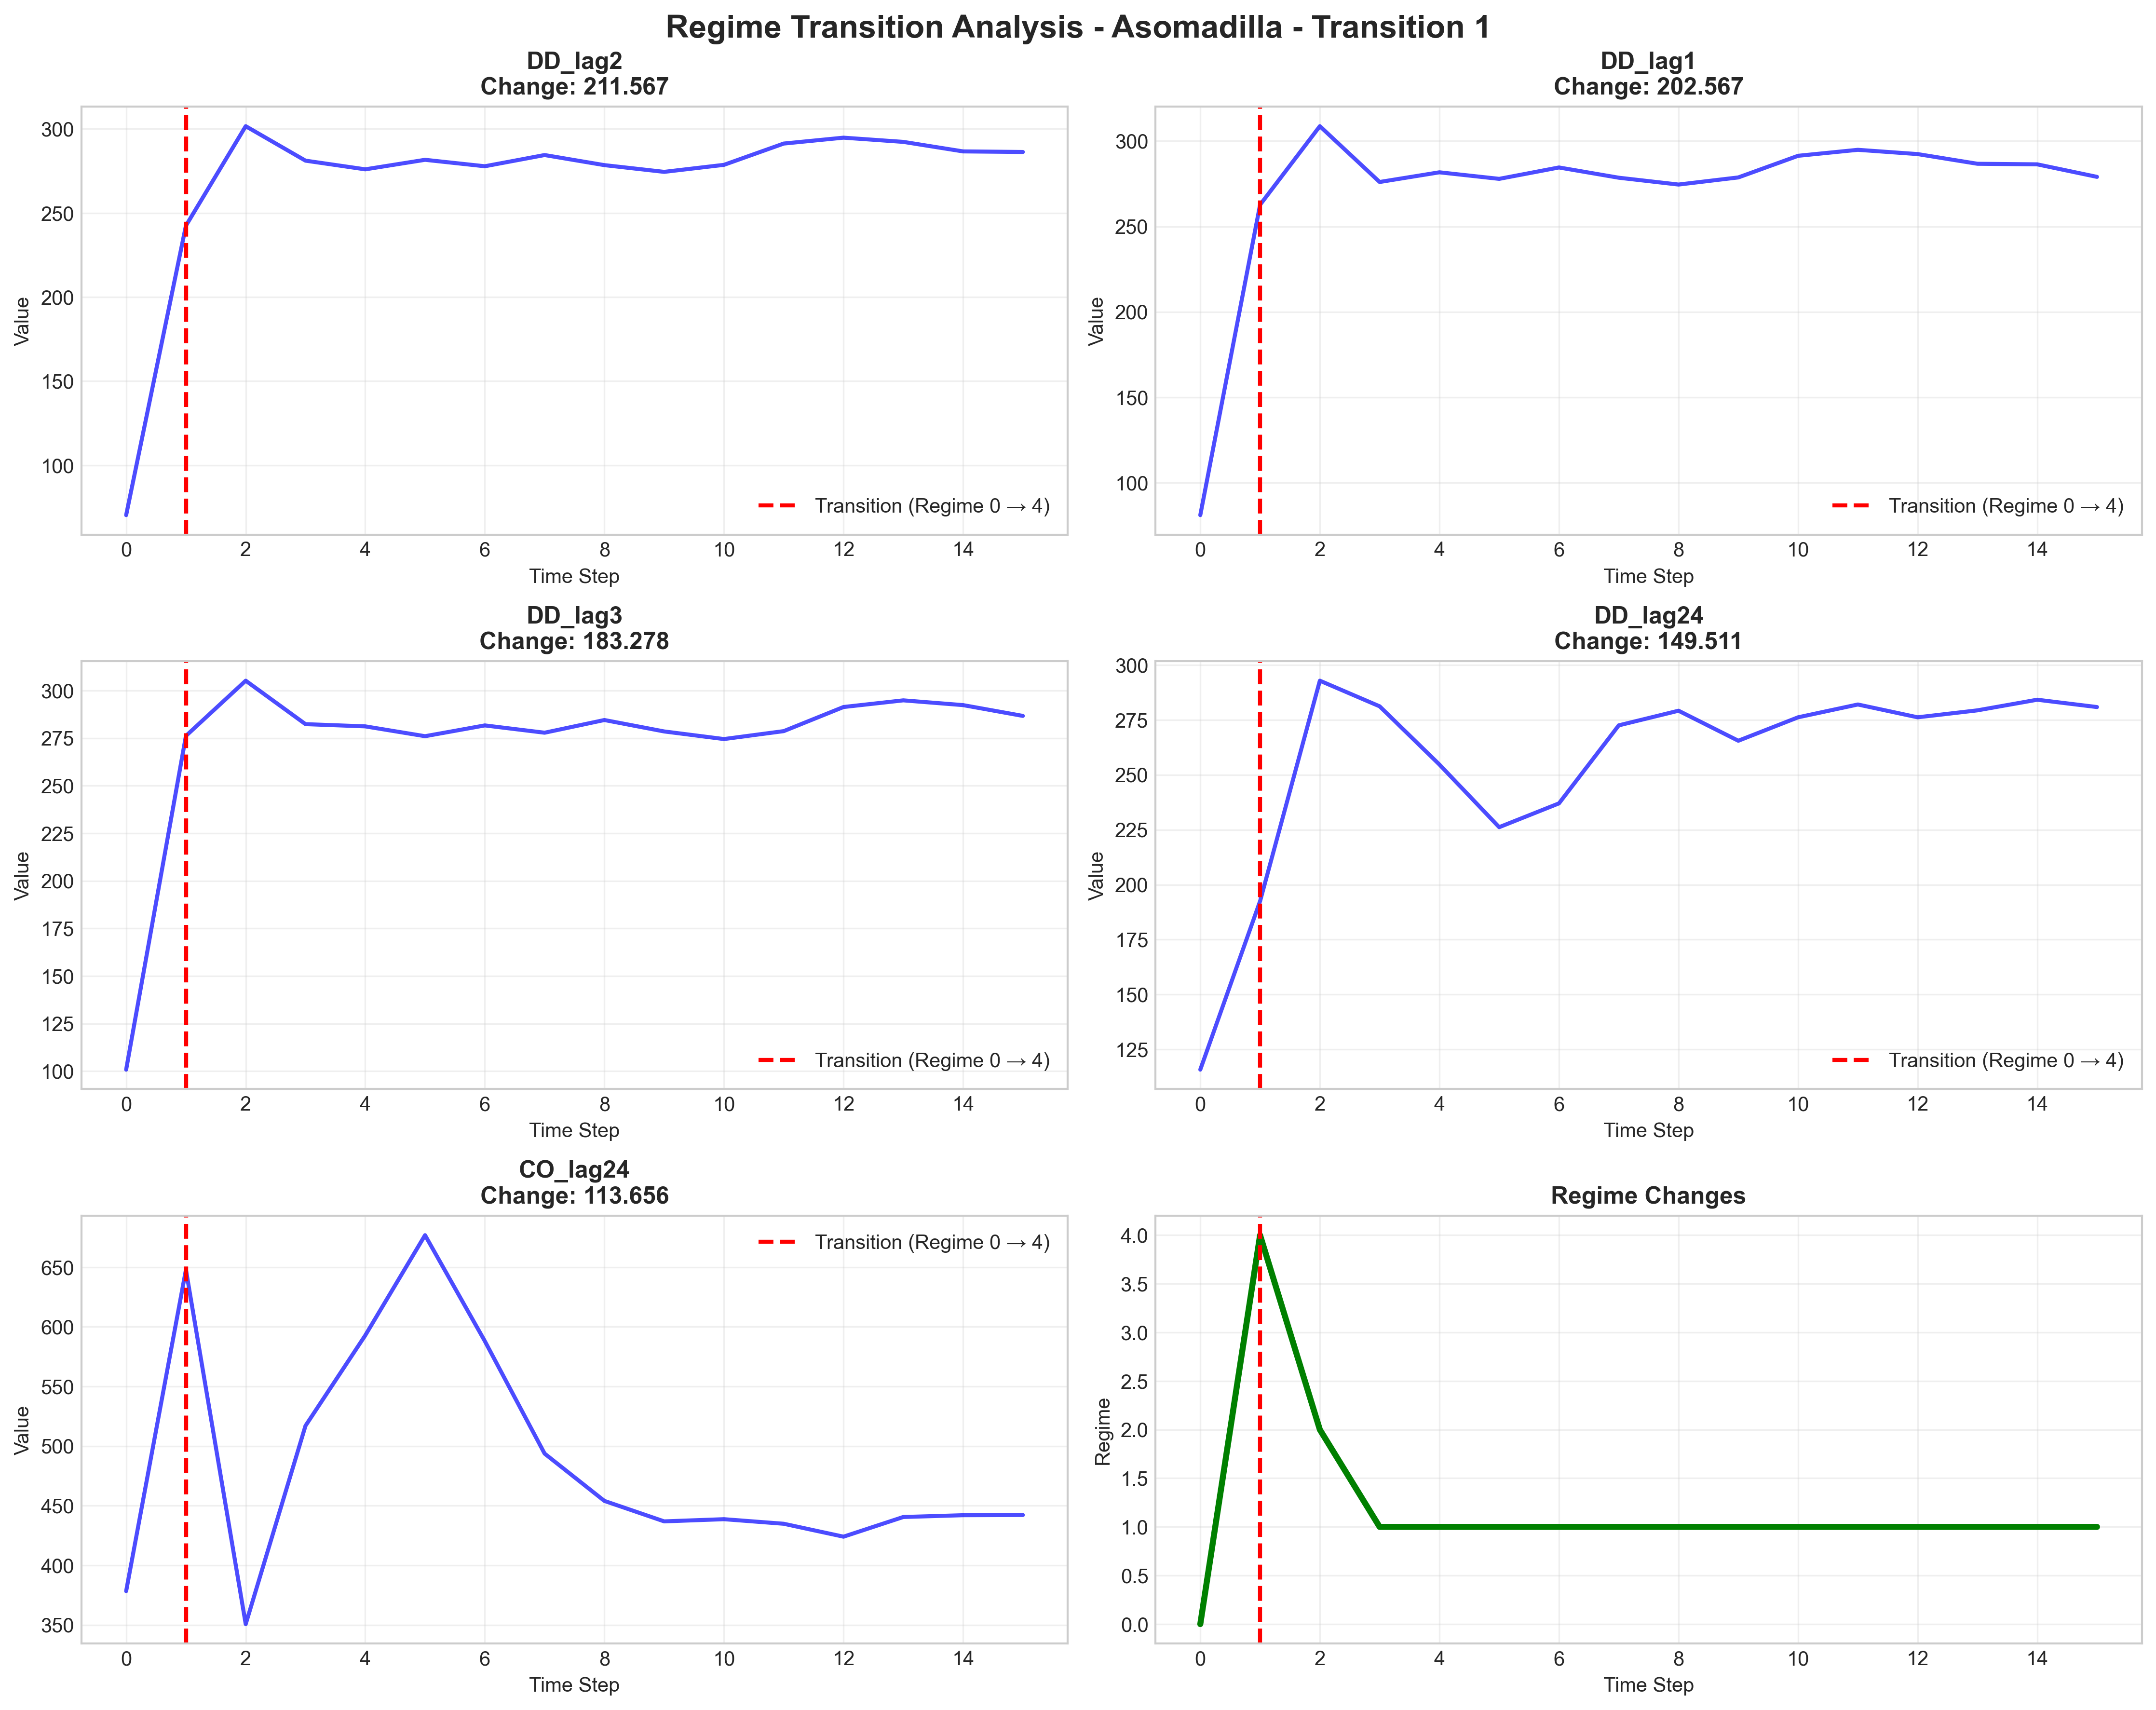 Regime Transition Analysis - Asomadilla - Transition 1
DD_lag2
Change: 211.567
300
250
200
150
100
Value
0 2 4 6 8 10 12 14
Time Step
Transition (Regime 0 → 4)
DD_lag1
Change: 202.567
300
250
200
150
100
Value
0 2 4 6 8 10 12 14
Time Step
Transition (Regime 0 → 4)
DD_lag3
Change: 183.278
300
275
250
225
200
175
150
125
100
Value
0 2 4 6 8 10 12 14
Time Step
Transition (Regime 0 → 4)
DD_lag24
Change: 149.511
300
275
250
225
200
175
150
125
Value
0 2 4 6 8 10 12 14
Time Step
Transition (Regime 0 → 4)
CO_lag24
Change: 113.656
650
600
550
500
450
400
350
Value
0 2 4 6 8 10 12 14
Time Step
Transition (Regime 0 → 4)
Regime Changes
4.0
3.5
3.0
2.5
2.0
1.5
1.0
0.5
0.0
Regime
0 2 4 6 8 10 12 14
Time Step